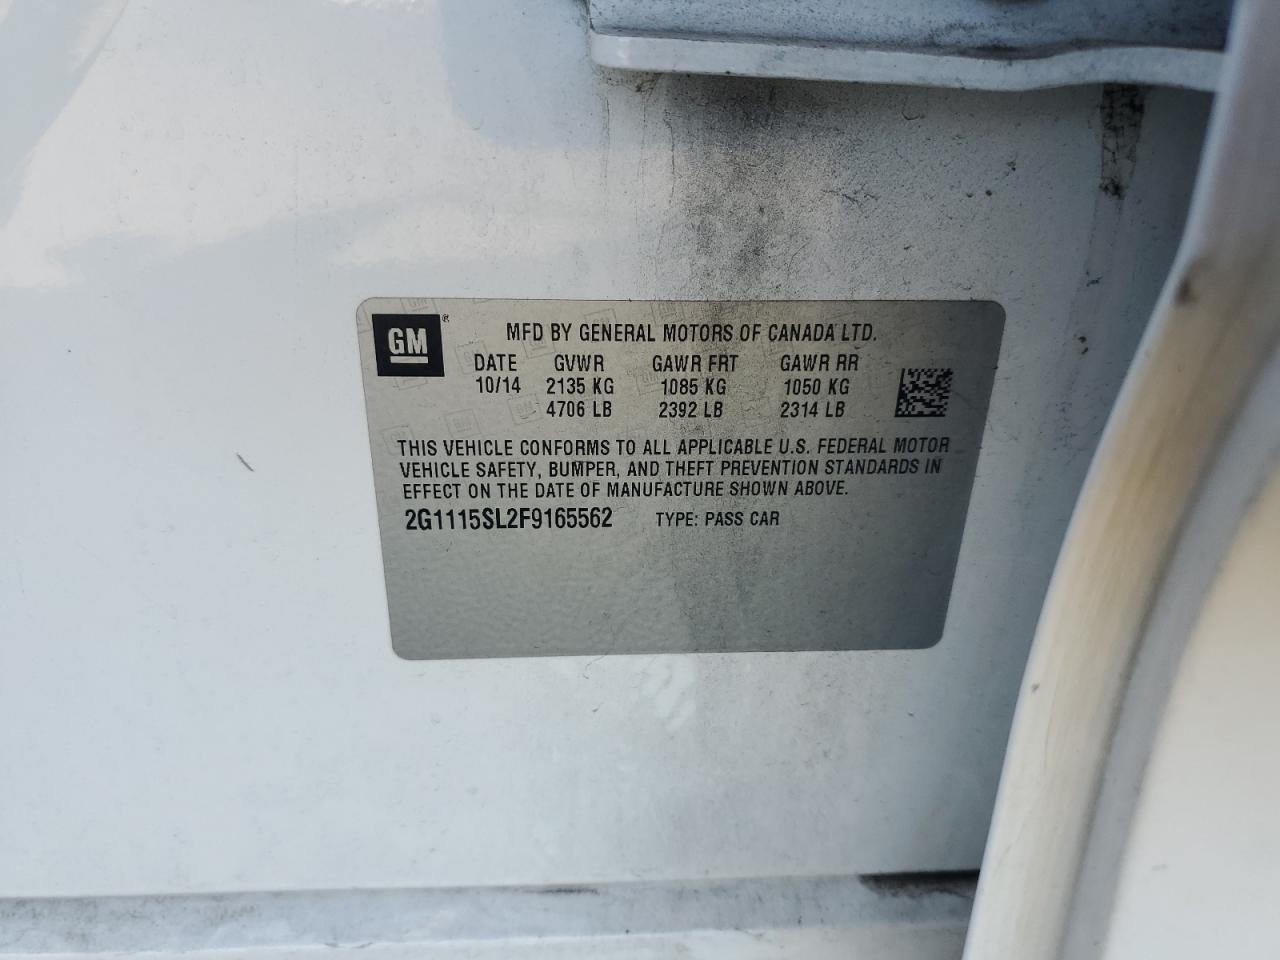 GM ® MFD BY GENERAL MOTORS OF CANADA LTD.
DATE GVWR GAWR FRT GAWR RR
10/14 2135 KG 1085 KG 1050 KG
4706 LB 2392 LB 2314 LB
THIS VEHICLE CONFORMS TO ALL APPLICABLE U.S. FEDERAL MOTOR
VEHICLE SAFETY, BUMPER, AND THEFT PREVENTION STANDARDS IN
EFFECT ON THE DATE OF MANUFACTURE SHOWN ABOVE.
2G1115SL2F9165562 TYPE: PASS CAR